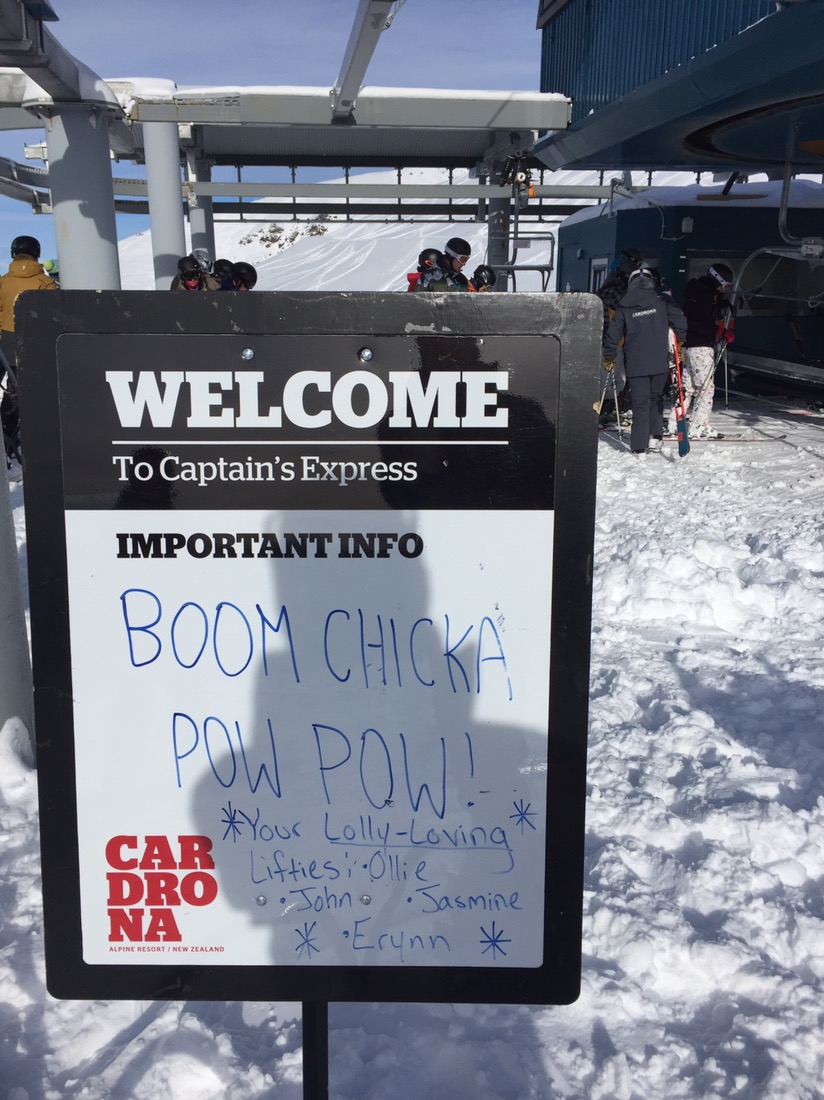 WELCOME
To Captain's Express
IMPORTANT INFO
BOOM CHICKA
POW POW!
*Your Lolly-Loving*
Lifties: •Ollie
•John •Jasmine
* •Erynn *
CAR
DRO
NA
ALPINE RESORT / NEW ZEALAND
CARDRONA